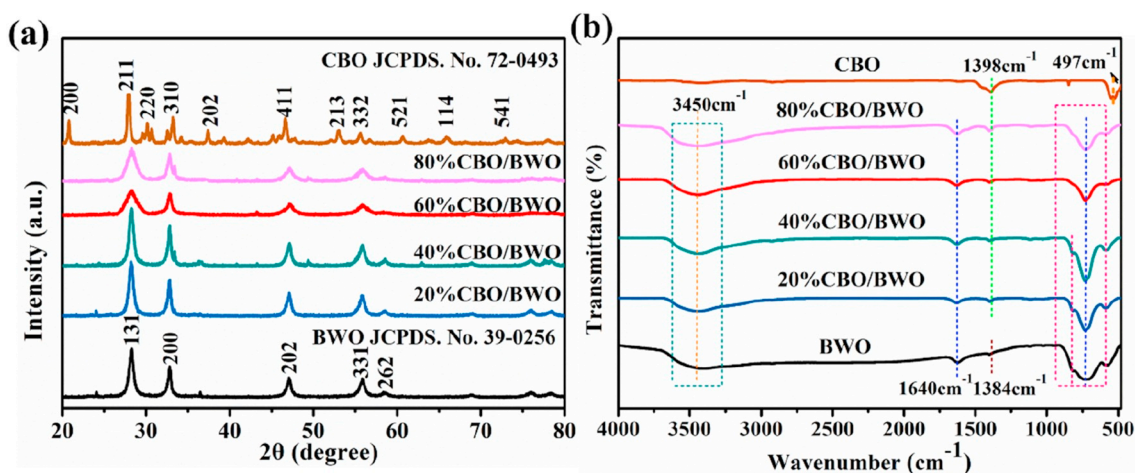 (a)
CBO JCPDS. No. 72-0493
200
211
220
310
202
411
213
332
521
114
541
80%CBO/BWO
60%CBO/BWO
40%CBO/BWO
20%CBO/BWO
BWO JCPDS. No. 39-0256
131
200
202
331
262
Intensity (a.u.)
20 30 40 50 60 70 80
2θ (degree)
(b)
CBO
1398cm-1
497cm-1
3450cm-1
80%CBO/BWO
60%CBO/BWO
40%CBO/BWO
20%CBO/BWO
BWO
1640cm-1
1384cm-1
Transmittance (%)
4000 3500 3000 2500 2000 1500 1000 500
Wavenumber (cm-1)